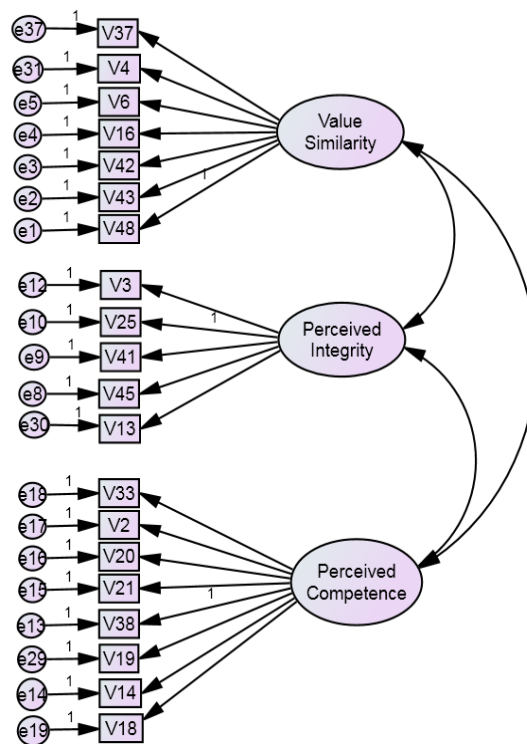 e37 1 V37
e31 1 V4
e5 1 V6
e4 1 V16
e3 1 V42
e2 1 V43
e1 1 V48
1
Value
Similarity
e12 1 V3
e10 1 V25
e9 1 V41
e8 1 V45
e30 1 V13
1
Perceived
Integrity
e18 1 V33
e17 1 V2
e16 1 V20
e15 1 V21
e13 1 V38
e29 1 V19
e14 1 V14
e19 1 V18
1
Perceived
Competence